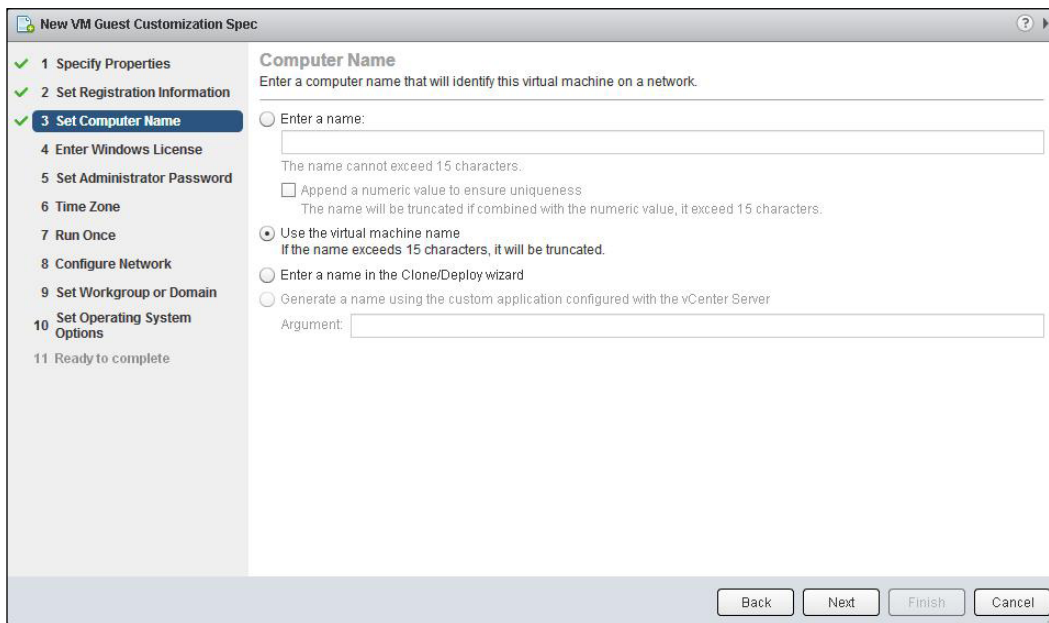 New VM Guest Customization Spec
?
1 Specify Properties
2 Set Registration Information
3 Set Computer Name
4 Enter Windows License
5 Set Administrator Password
6 Time Zone
7 Run Once
8 Configure Network
9 Set Workgroup or Domain
10 Set Operating System
Options
11 Ready to complete
Computer Name
Enter a computer name that will identify this virtual machine on a network.
Enter a name:
The name cannot exceed 15 characters.
Append a numeric value to ensure uniqueness
The name will be truncated if combined with the numeric value, it exceed 15 characters.
Use the virtual machine name
If the name exceeds 15 characters, it will be truncated.
Enter a name in the Clone/Deploy wizard
Generate a name using the custom application configured with the vCenter Server
Argument:
Back
Next
Finish
Cancel